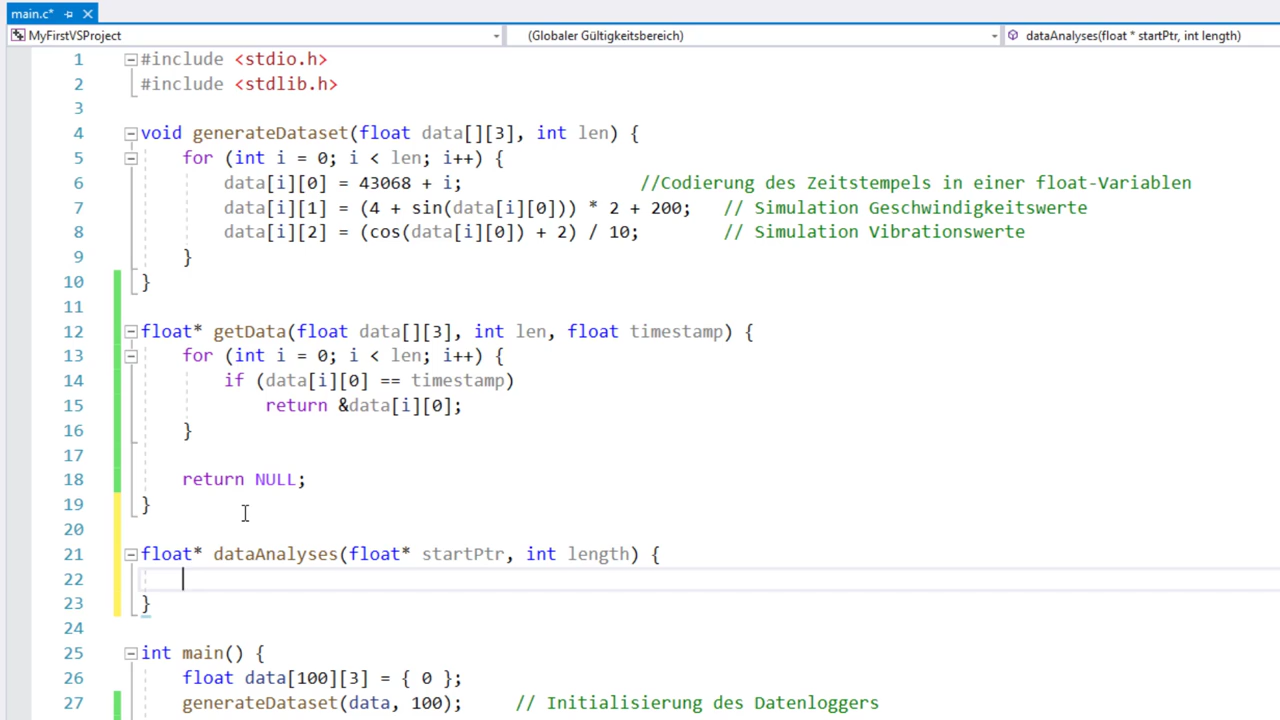 main.c*
MyFirstVSProject (Globaler Gültigkeitsbereich) dataAnalyses(float * startPtr, int length)
1 #include <stdio.h>
2 #include <stdlib.h>
3
4 void generateDataset(float data[][3], int len) {
5 for (int i = 0; i < len; i++) {
6 data[i][0] = 43068 + i; //Codierung des Zeitstempels in einer float-Variablen
7 data[i][1] = (4 + sin(data[i][0])) * 2 + 200; // Simulation Geschwindigkeitswerte
8 data[i][2] = (cos(data[i][0]) + 2) / 10; // Simulation Vibrationswerte
9 }
10 }
11
12 float* getData(float data[][3], int len, float timestamp) {
13 for (int i = 0; i < len; i++) {
14 if (data[i][0] == timestamp)
15 return &data[i][0];
16 }
17
18 return NULL;
19 }
20
21 float* dataAnalyses(float* startPtr, int length) {
22
23 }
24
25 int main() {
26 float data[100][3] = { 0 };
27 generateDataset(data, 100); // Initialisierung des Datenloggers